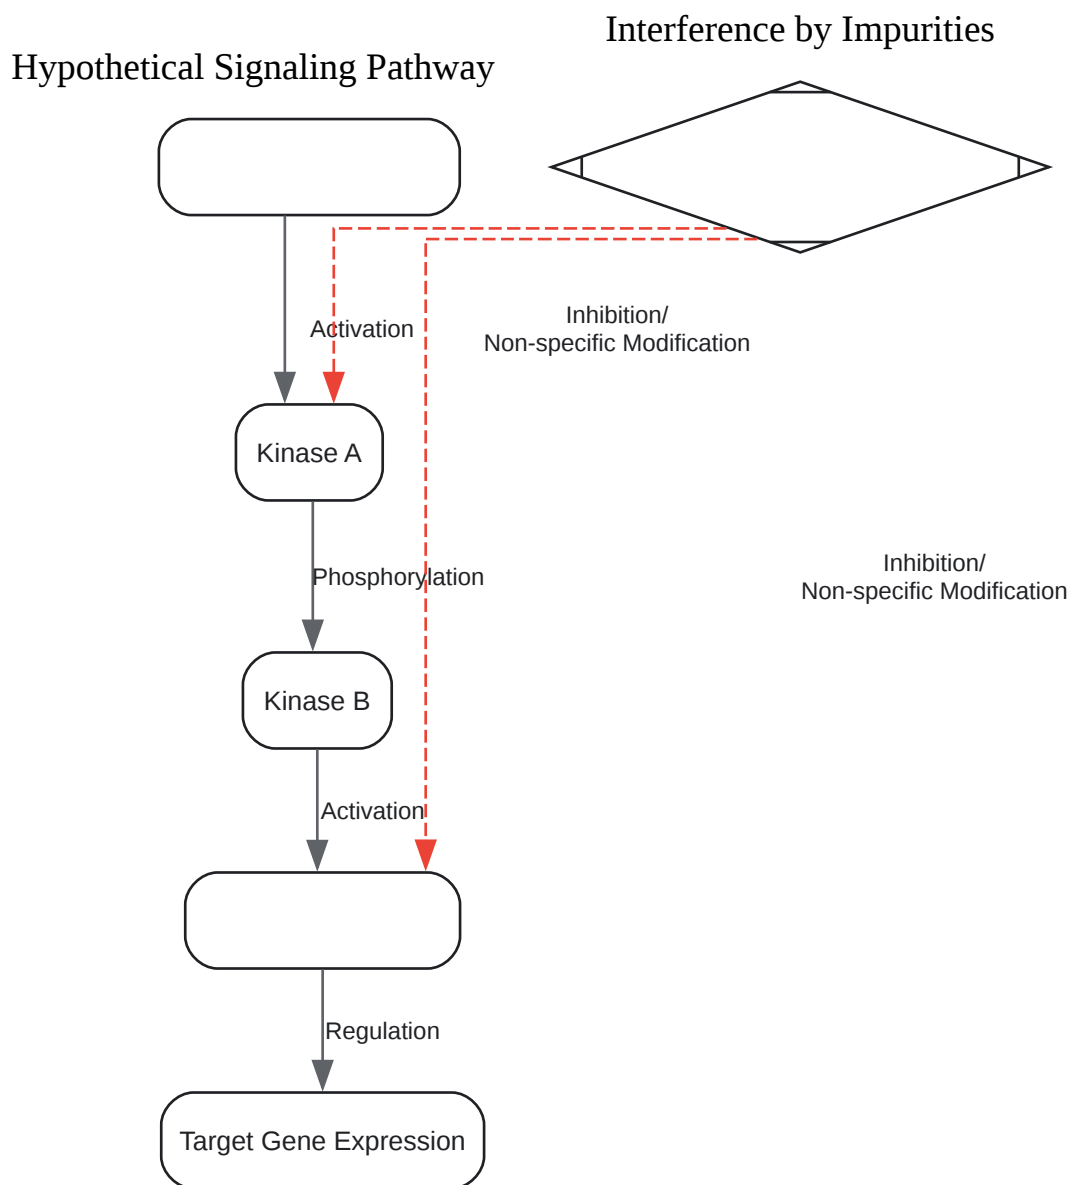 Interference by Impurities
Hypothetical Signaling Pathway
Activation
Inhibition/
Non-specific Modification
Kinase A
Phosphorylation
Inhibition/
Non-specific Modification
Kinase B
Activation
Regulation
Target Gene Expression